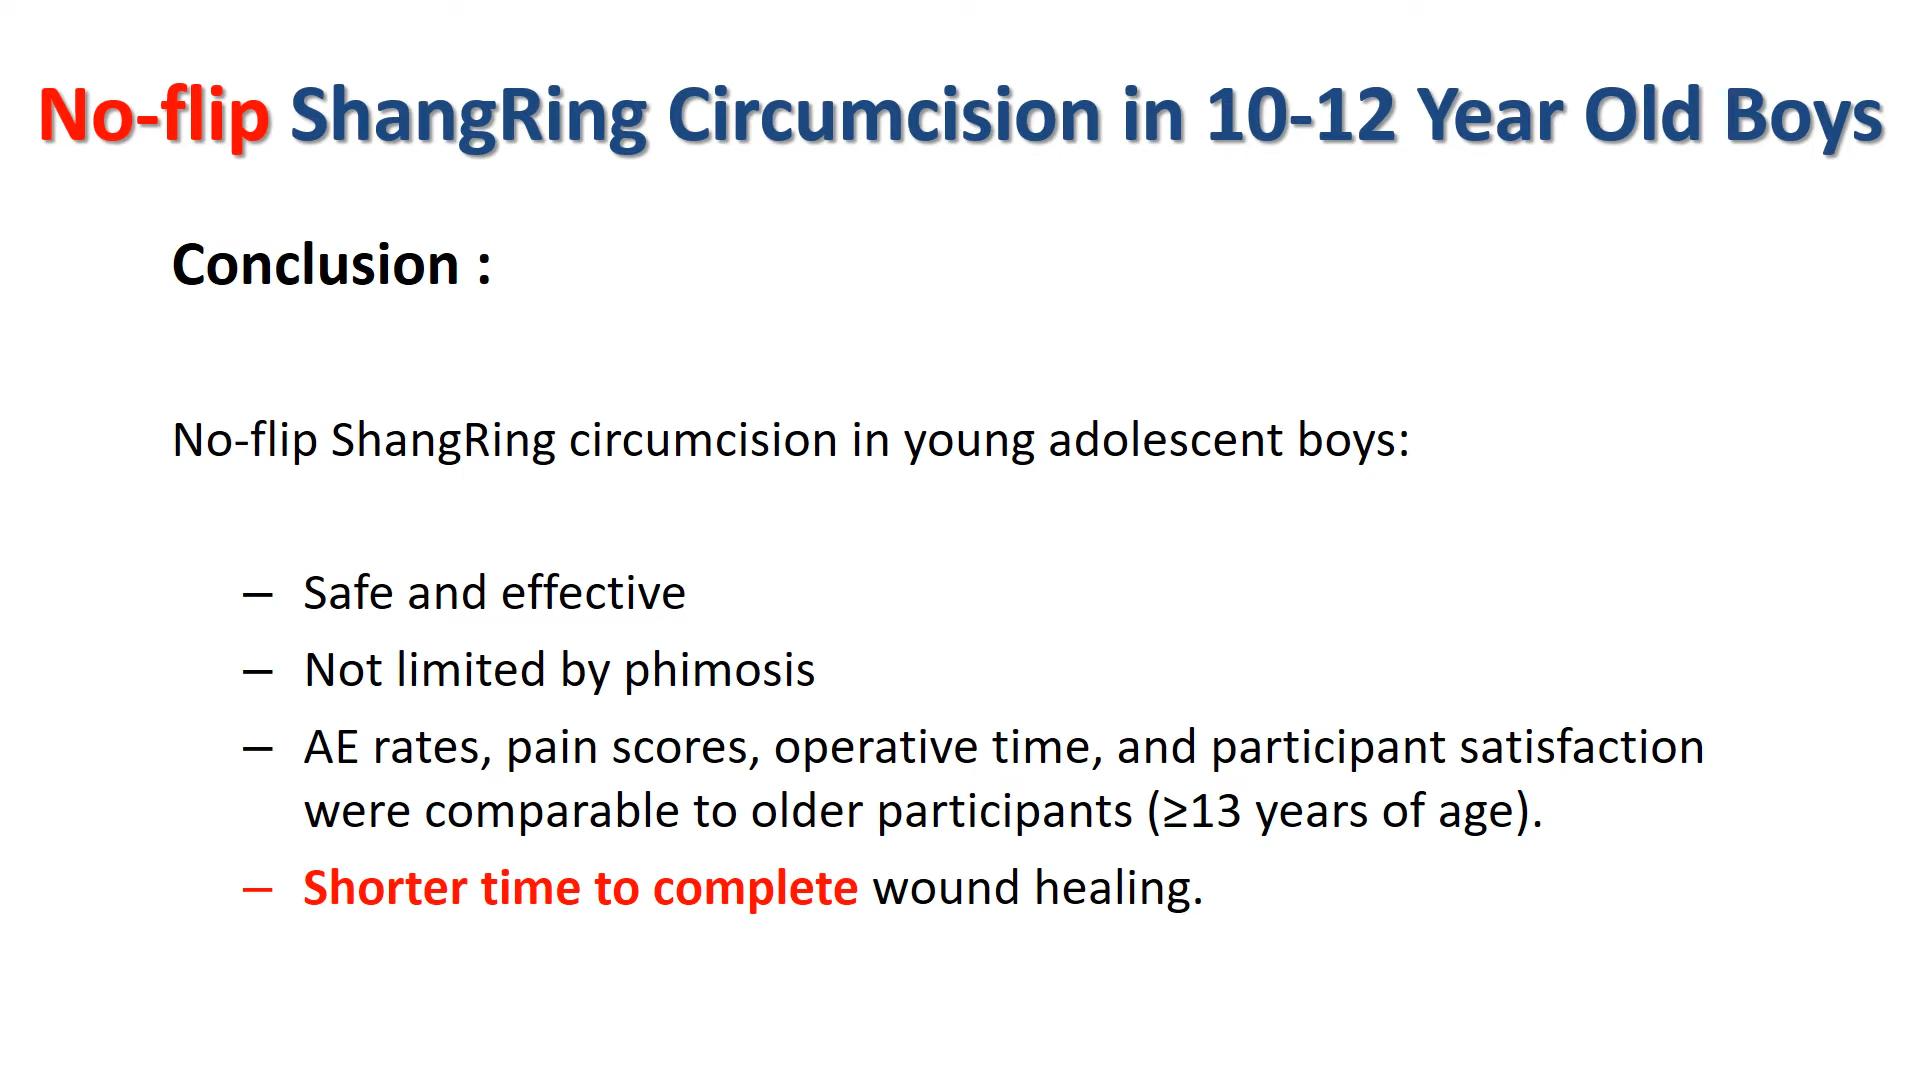 No-flip ShangRing Circumcision in 10-12 Year Old Boys
Conclusion :
No-flip ShangRing circumcision in young adolescent boys:
– Safe and effective
– Not limited by phimosis
– AE rates, pain scores, operative time, and participant satisfaction
were comparable to older participants (≥13 years of age).
– Shorter time to complete wound healing.